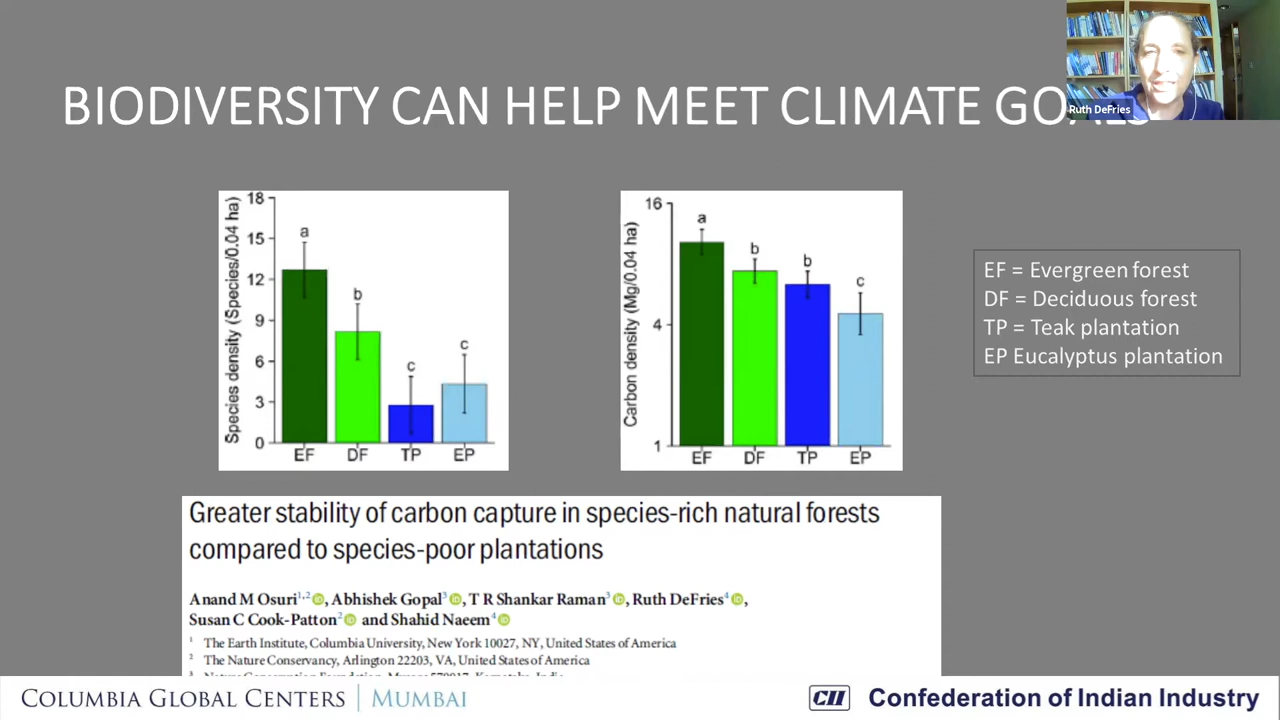 BIODIVERSITY CAN HELP MEET CLIMATE GOALS
Ruth DeFries
Species density (Species/0.04 ha)
18
15
12
9
6
3
0
a
b
c
c
EF DF TP EP
Carbon density (Mg/0.04 ha)
16
4
1
a
b
b
c
EF DF TP EP
EF = Evergreen forest
DF = Deciduous forest
TP = Teak plantation
EP Eucalyptus plantation
Greater stability of carbon capture in species-rich natural forests
compared to species-poor plantations
Anand M Osuri1,2, Abhishek Gopal3, T R Shankar Raman3, Ruth DeFries4,
Susan C Cook-Patton2 and Shahid Naeem4
1 The Earth Institute, Columbia University, New York 10027, NY, United States of America
2 The Nature Conservancy, Arlington 22203, VA, United States of America
COLUMBIA GLOBAL CENTERS | MUMBAI
CII Confederation of Indian Industry